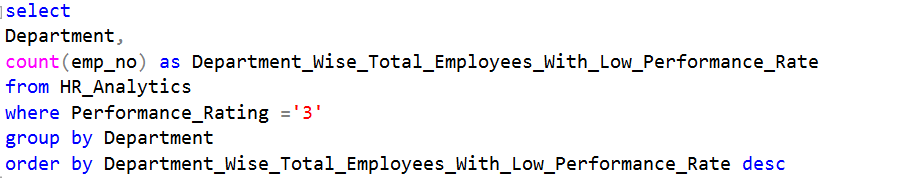 select
Department,
count(emp_no) as Department_Wise_Total_Employees_With_Low_Performance_Rate
from HR_Analytics
where Performance_Rating ='3'
group by Department
order by Department_Wise_Total_Employees_With_Low_Performance_Rate desc